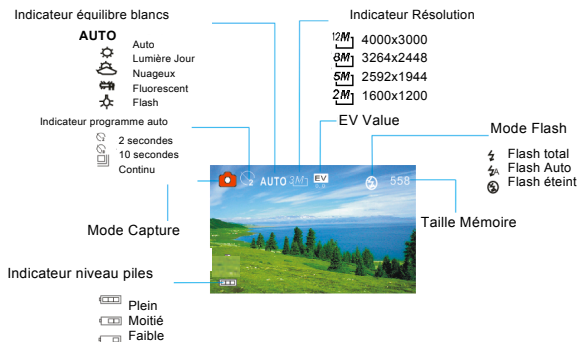 Indicateur équilibre blancs
AUTO
Auto
Lumière Jour
Nuageux
Fluorescent
Flash
Indicateur programme auto
2 secondes
10 secondes
Continu
Mode Capture
Indicateur niveau piles
Plein
Moitié
Faible
Indicateur Résolution
12M 4000x3000
8M 3264x2448
5M 2592x1944
2M 1600x1200
EV Value
Mode Flash
Flash total
Flash Auto
Flash éteint
Taille Mémoire
2 AUTO 3M EV 558